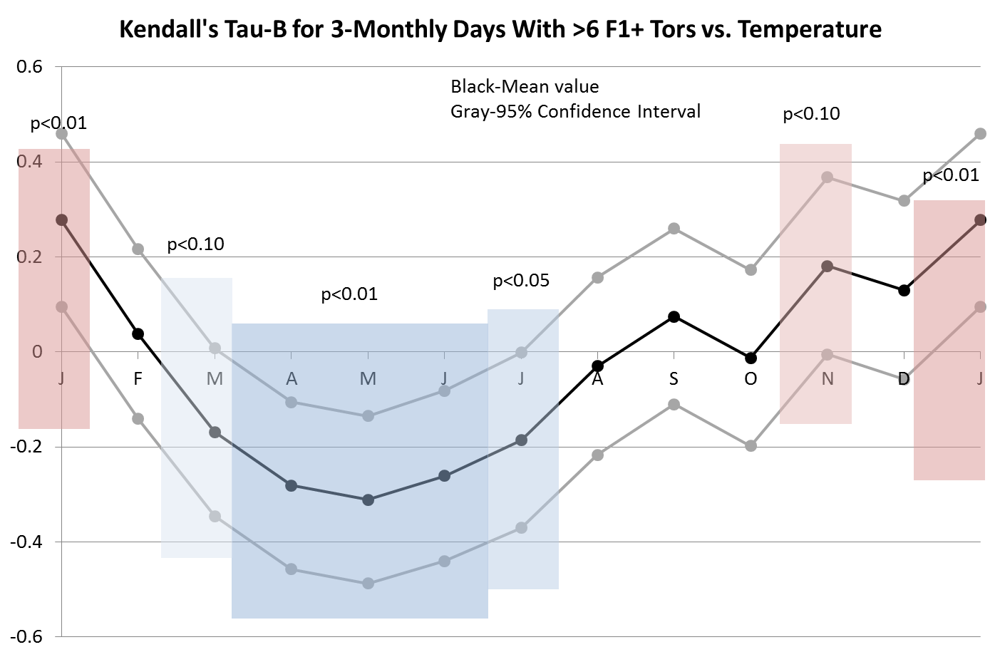 Kendall's Tau-B for 3-Monthly Days With >6 F1+ Tors vs. Temperature
0.6
Black-Mean value
Gray-95% Confidence Interval
p<0.10
p<0.01
0.4
p<0.01
p<0.10
0.2
p<0.05
p<0.01
0
J F M A M J J A S O N D J
-0.2
-0.4
-0.6